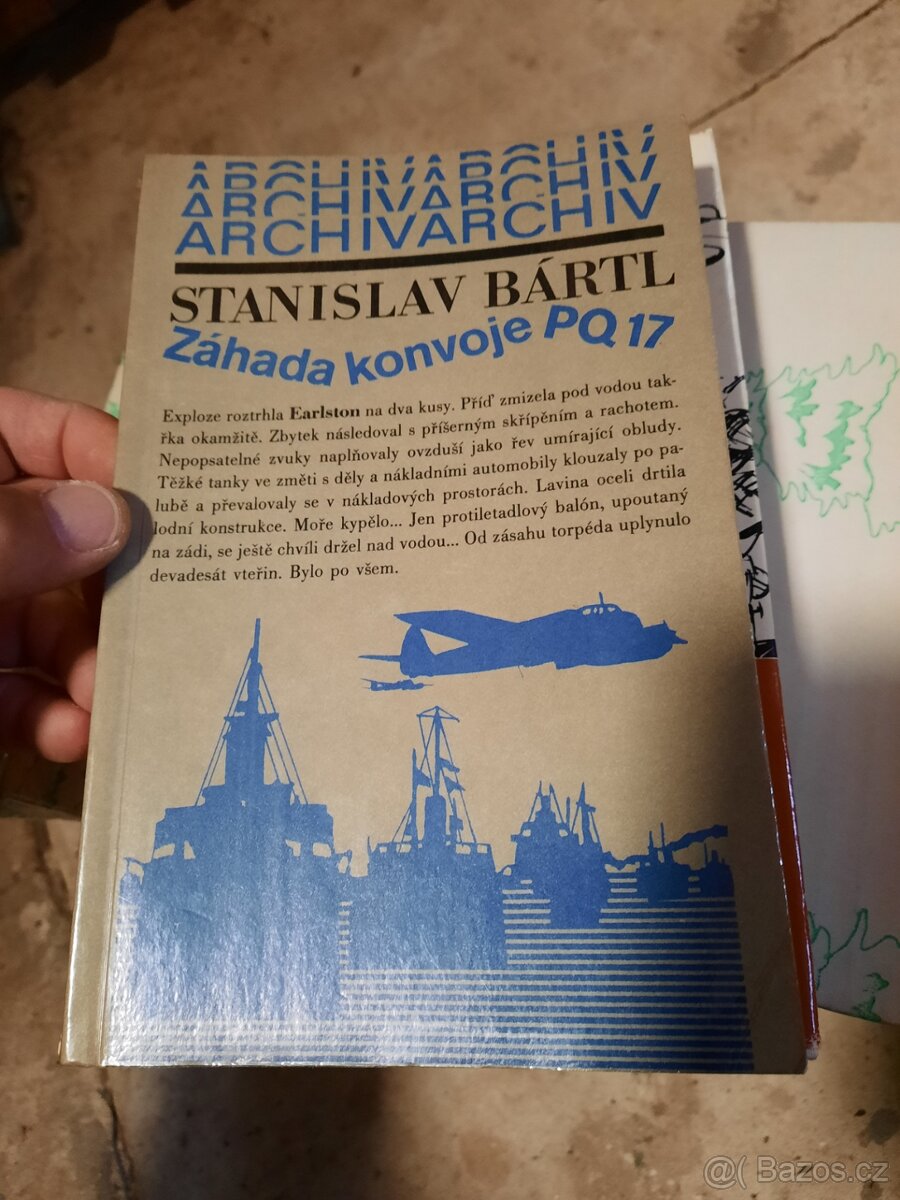 ARCHIVARCHIV
ARCHIVARCHIV
ARCHIVARCHIV
STANISLAV BÁRTL
Záhada konvoje PQ 17
Exploze roztrhla Earlston na dva kusy. Příď zmizela pod vodou tak-
řka okamžitě. Zbytek následoval s příšerným skřípěním a rachotem.
Nepopsatelné zvuky naplňovaly ovzduší jako řev umírající obludy.
Těžké tanky ve změti s děly a nákladními automobily klouzaly po pa-
lubě a převalovaly se v nákladových prostorách. Lavina oceli drtila
lodní konstrukce. Moře kypělo... Jen protiletadlový balón, upoutaný
na zádi, se ještě chvíli držel nad vodou... Od zásahu torpéda uplynulo
devadesát vteřin. Bylo po všem.
@( Bazos.cz